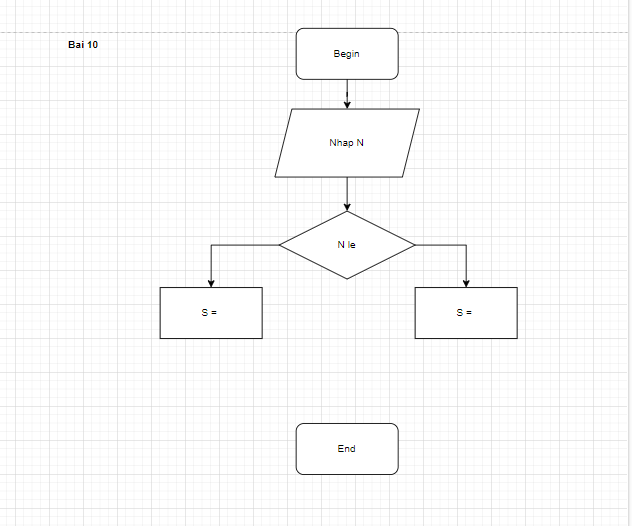 Bai 10
Begin
Nhap N
N le
S =
S =
End